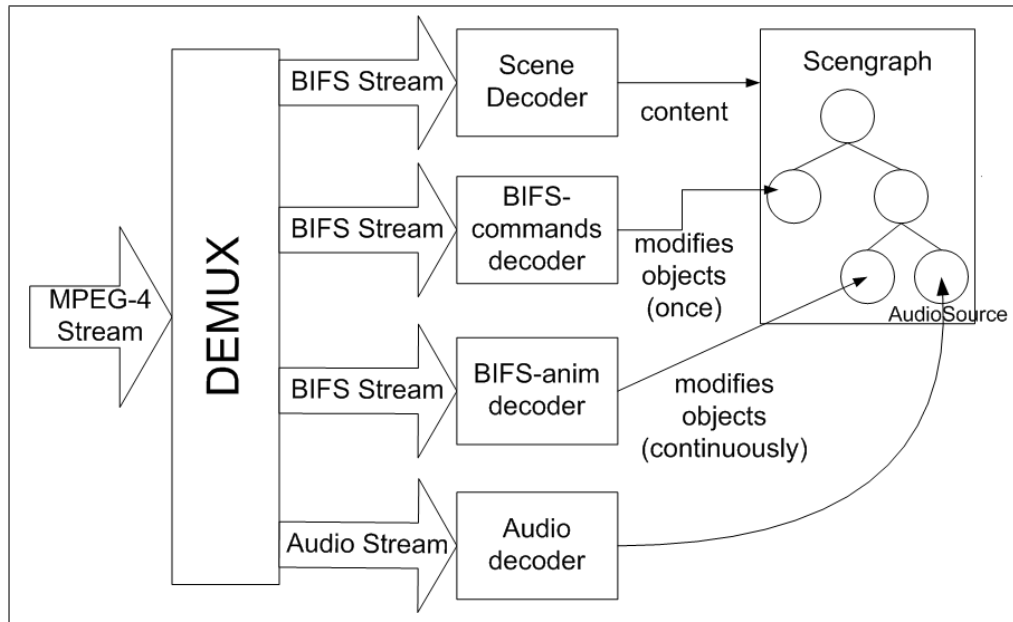 MPEG-4
Stream
DEMUX
BIFS Stream
Scene
Decoder
content
Scengraph
BIFS Stream
BIFS-
commands
decoder
modifies
objects
(once)
BIFS Stream
BIFS-anim
decoder
modifies
objects
(continuously)
AudioSource
Audio Stream
Audio
decoder